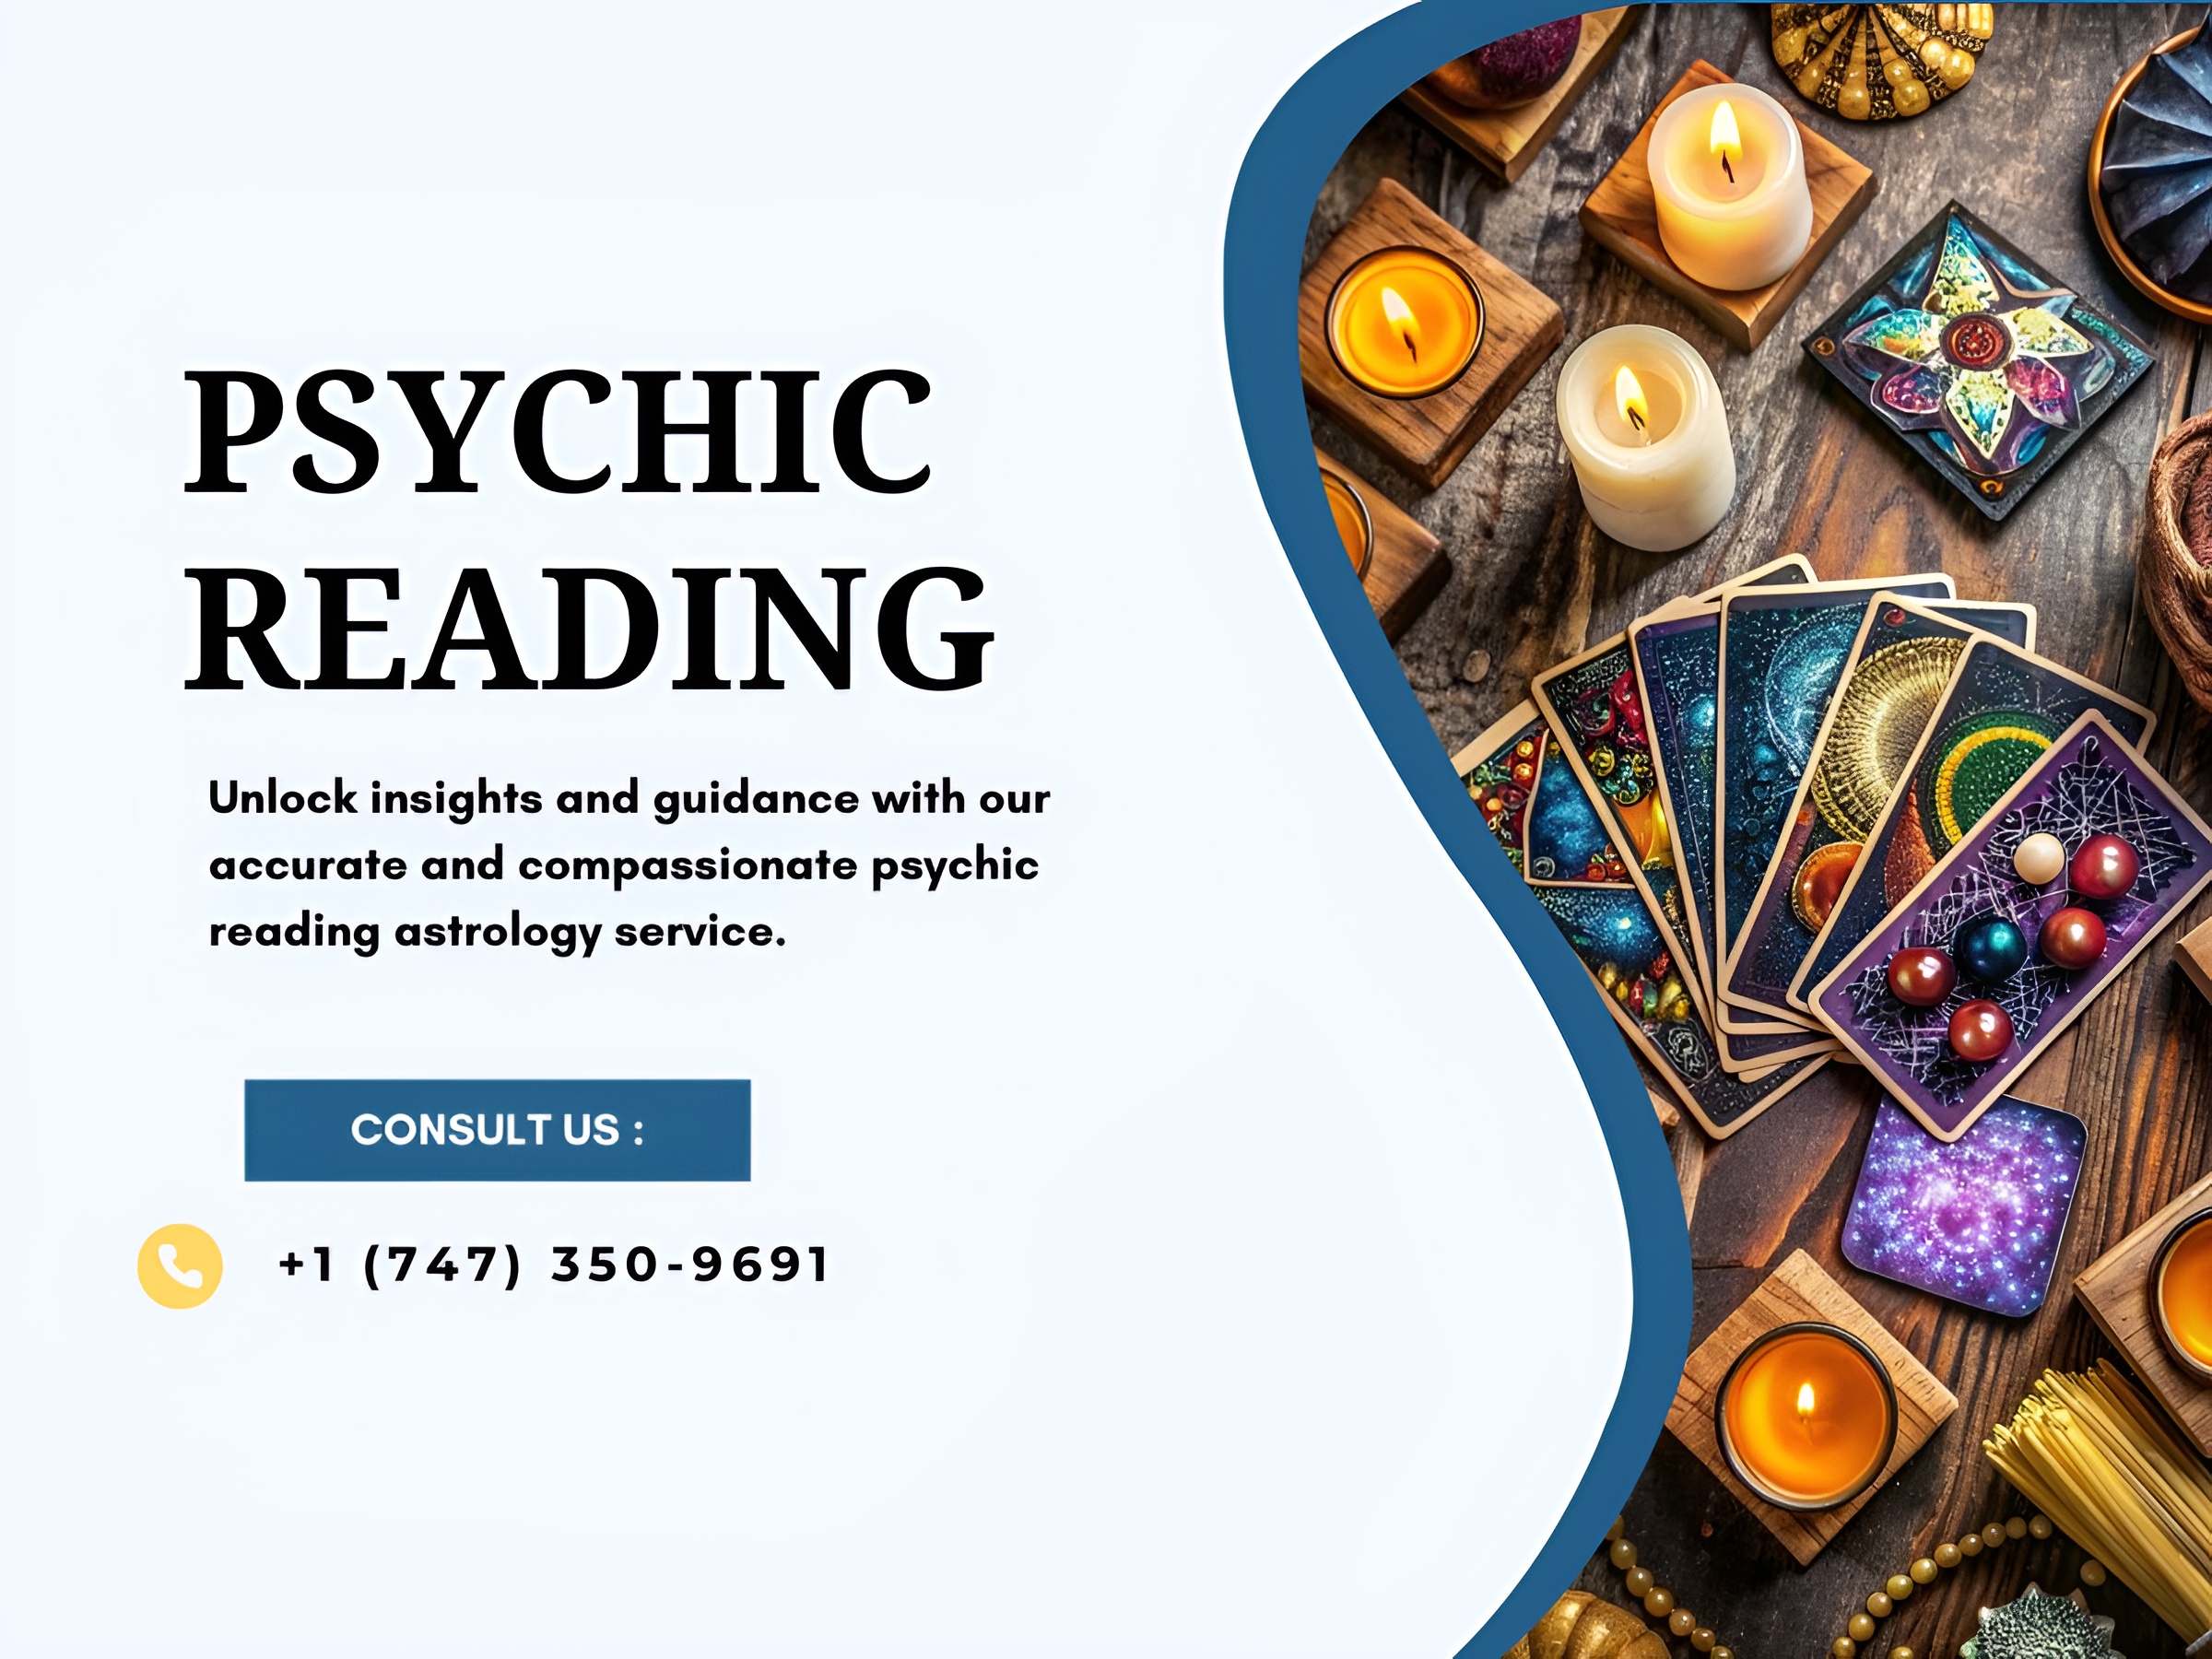 PSYCHIC
READING
Unlock insights and guidance with our
accurate and compassionate psychic
reading astrology service.
CONSULT US :
+1 (747) 350-9691